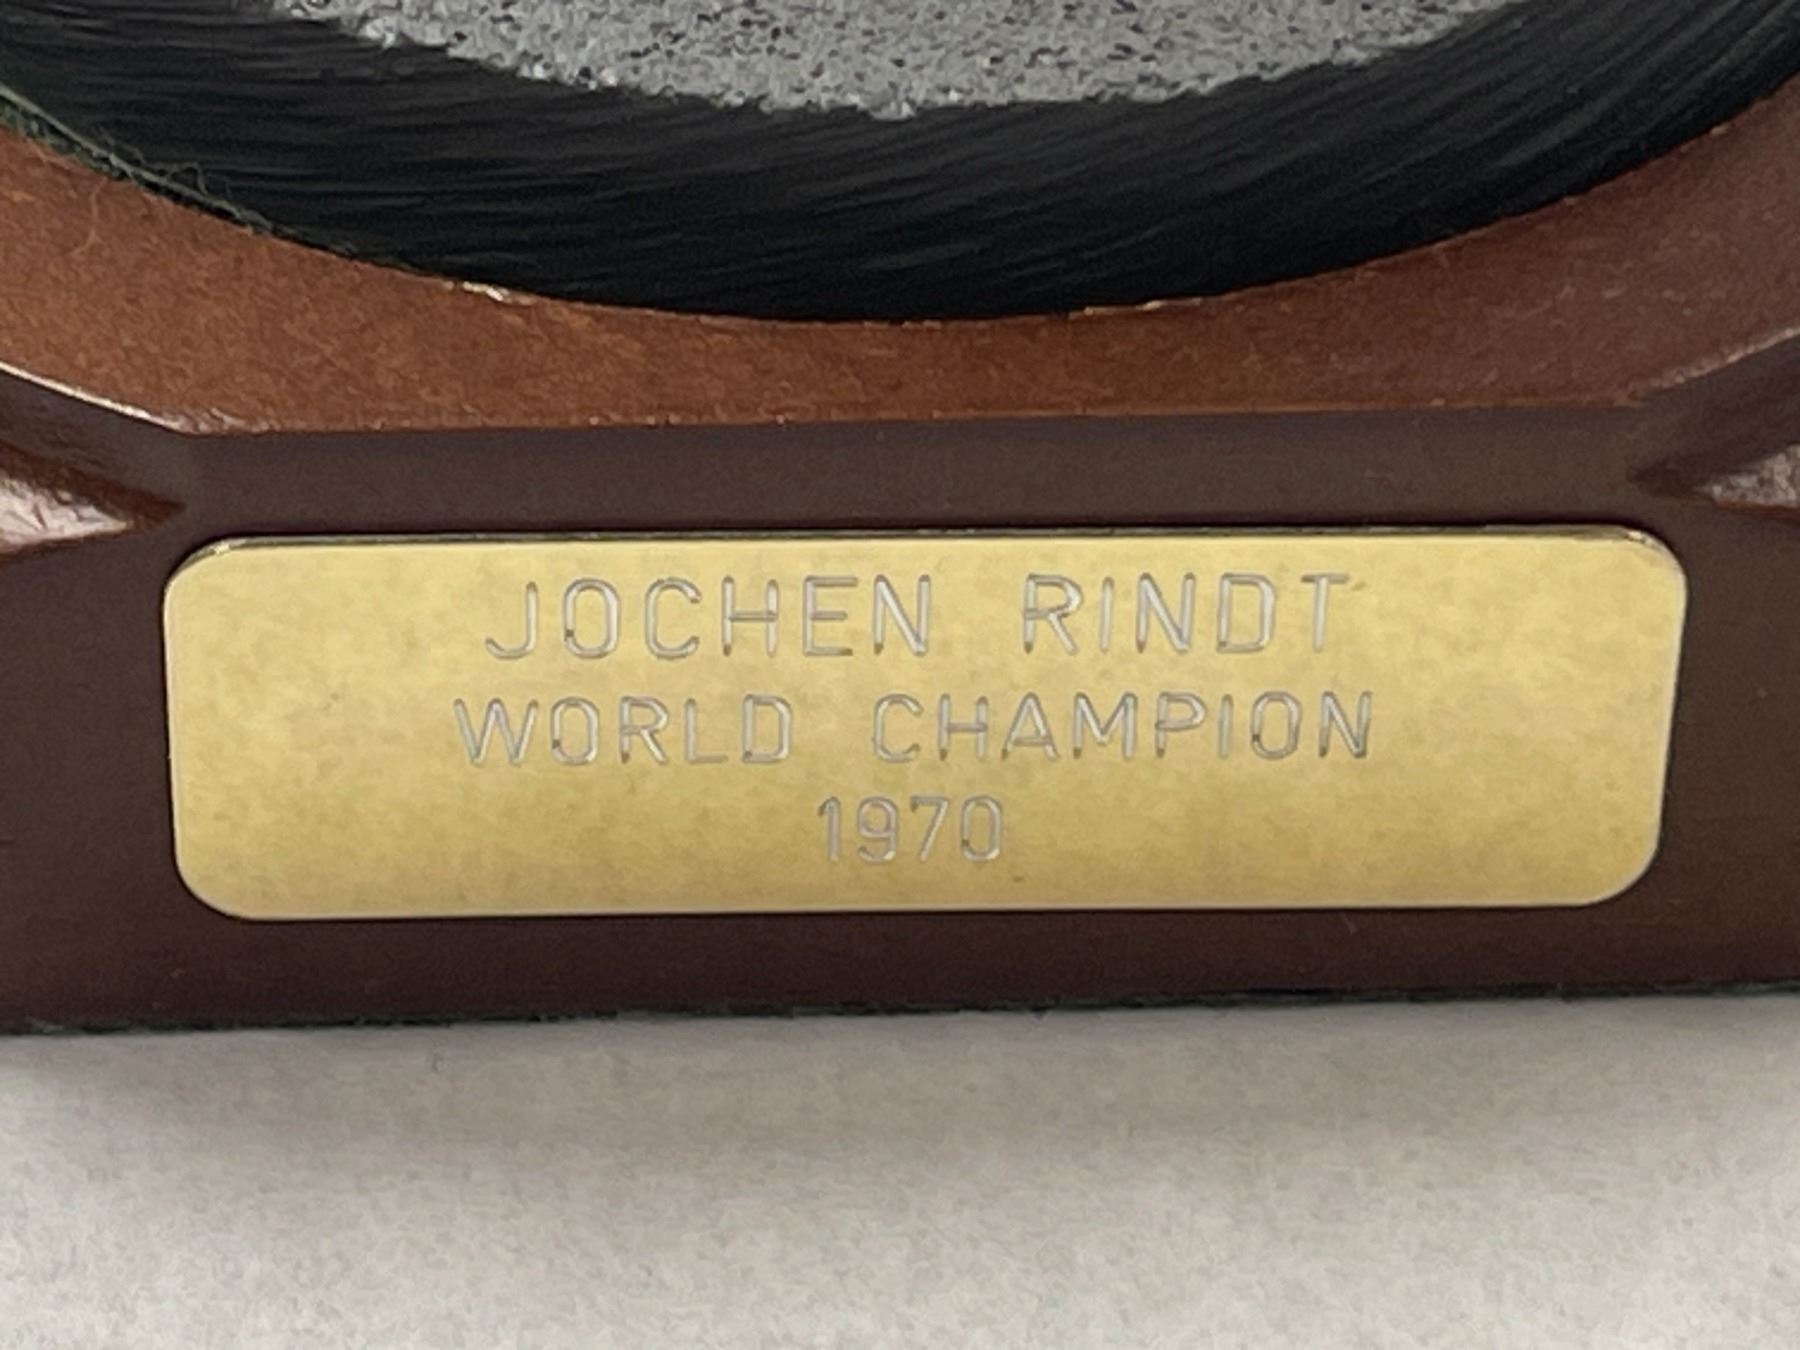 JOCHEN RINDT
WORLD CHAMPION
1970